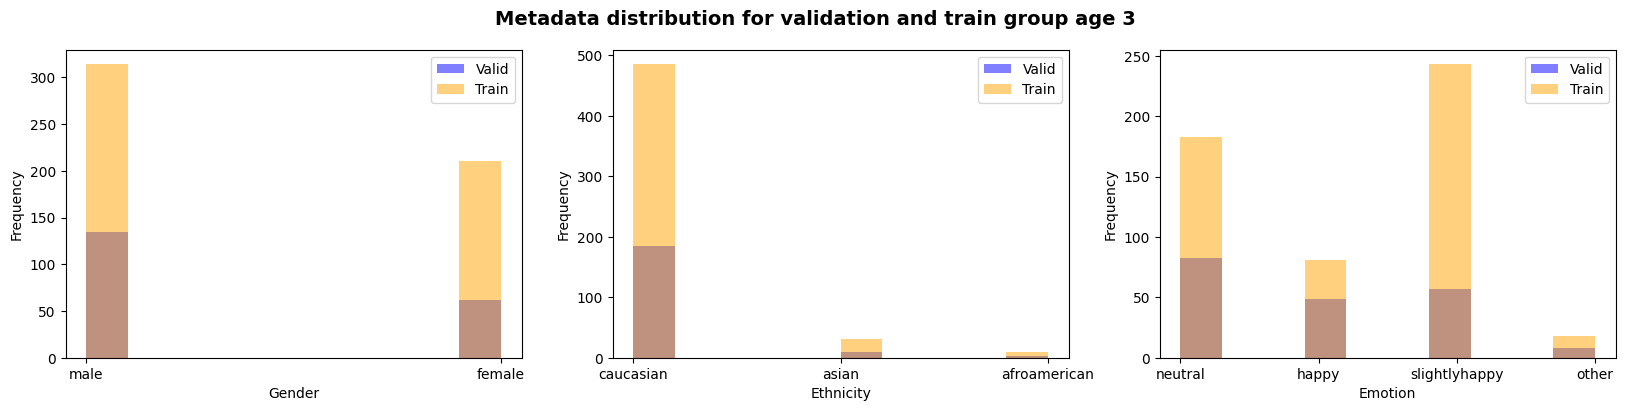 Metadata distribution for validation and train group age 3
Frequency
300
250
200
150
100
50
0
male
female
Gender
Valid
Train
Frequency
500
400
300
200
100
0
caucasian
asian
afroamerican
Ethnicity
Valid
Train
Frequency
250
200
150
100
50
0
neutral
happy
slightlyhappy
other
Emotion
Valid
Train